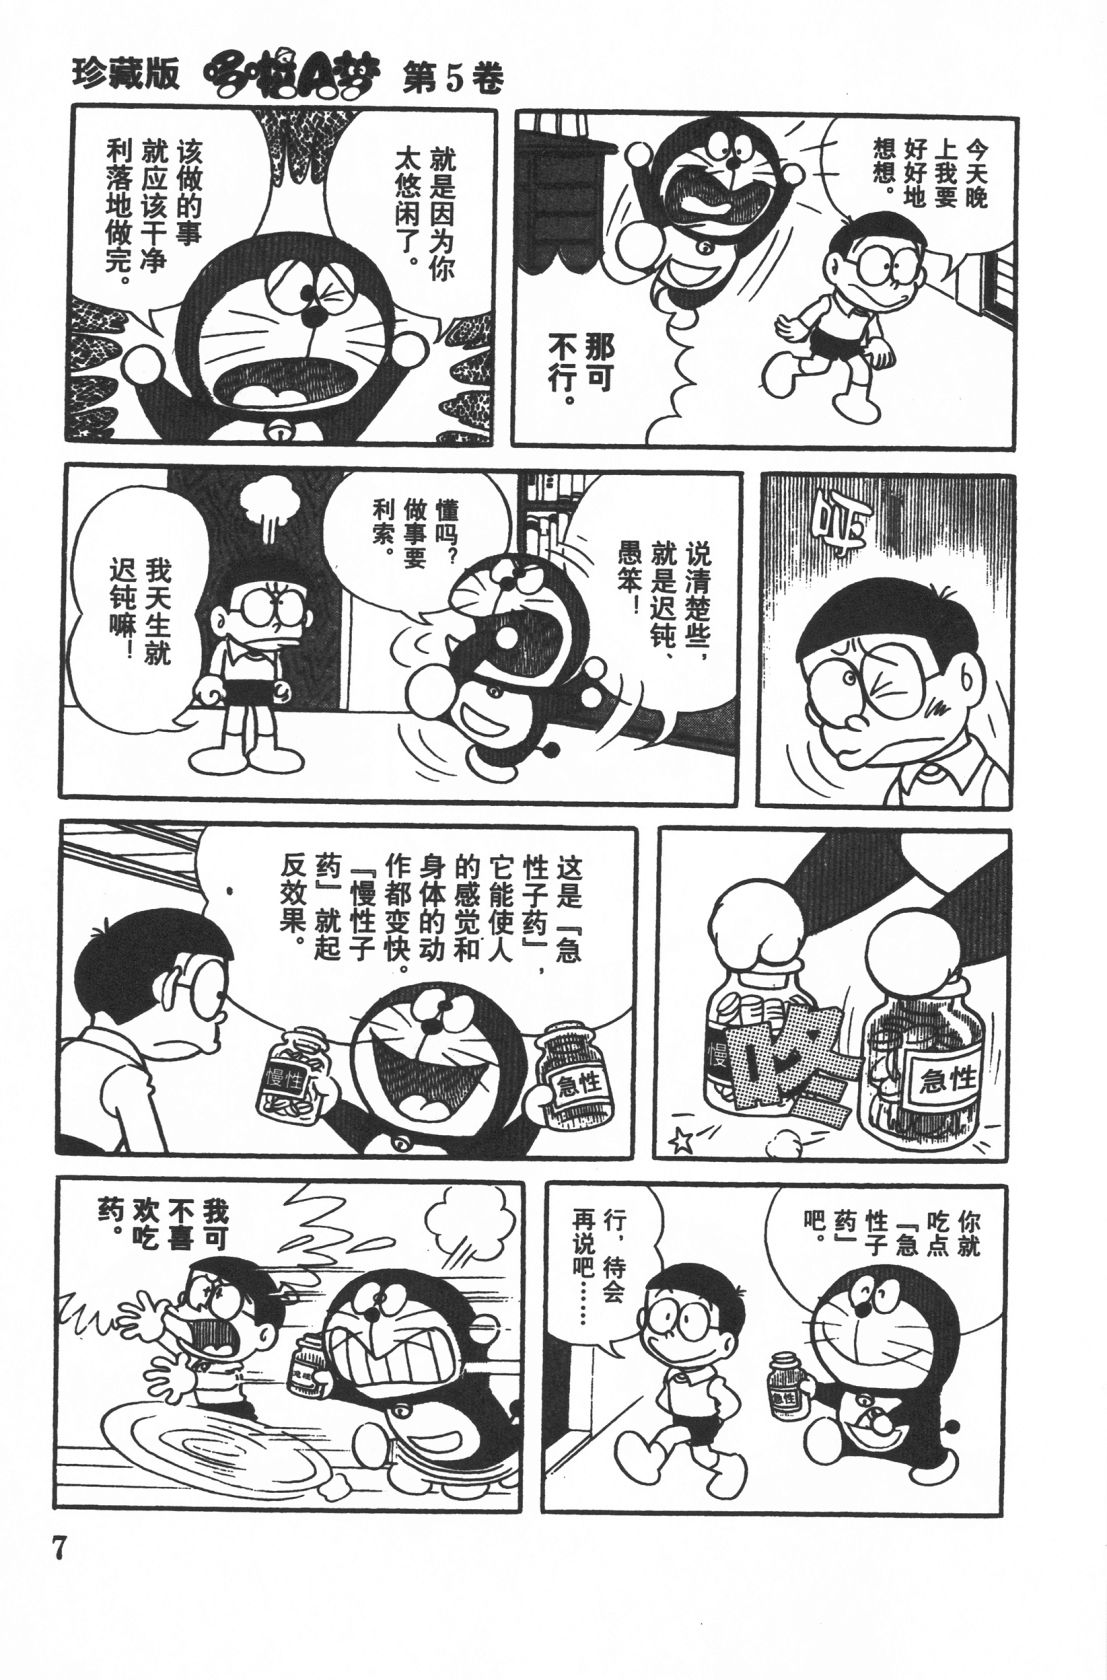 珍藏版 哆啦A梦 第5卷
今天晚
上我要
好好地
想想。
那可
不行。
就是因为你
太悠闲了。
该做的事
就应该干净
利落地做完。
哐
说清楚些，
就是迟钝、
愚笨！
懂吗？
做事要
利索。
我天生就
迟钝嘛！
咚
慢性
急性
这是『急
性子药』，
它能使人
的感觉和
身体的动
作都变快。
『慢性子
药』就起
反效果。
慢性
急性
你就
吃点
『急
性子
药』
吧。
行，待会
再说吧……
急性
我可
不喜
欢吃
药。
7